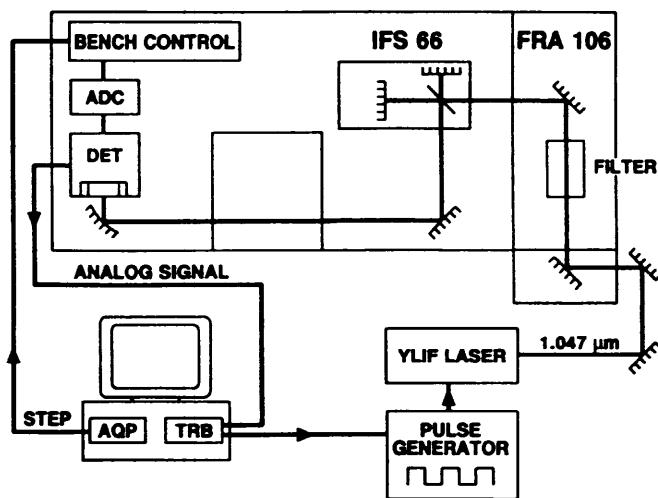 BENCH CONTROL
IFS 66
FRA 106
ADC
DET
FILTER
ANALOG SIGNAL
YLIF LASER
1.047 µm
STEP
AQP
TRB
PULSE
GENERATOR